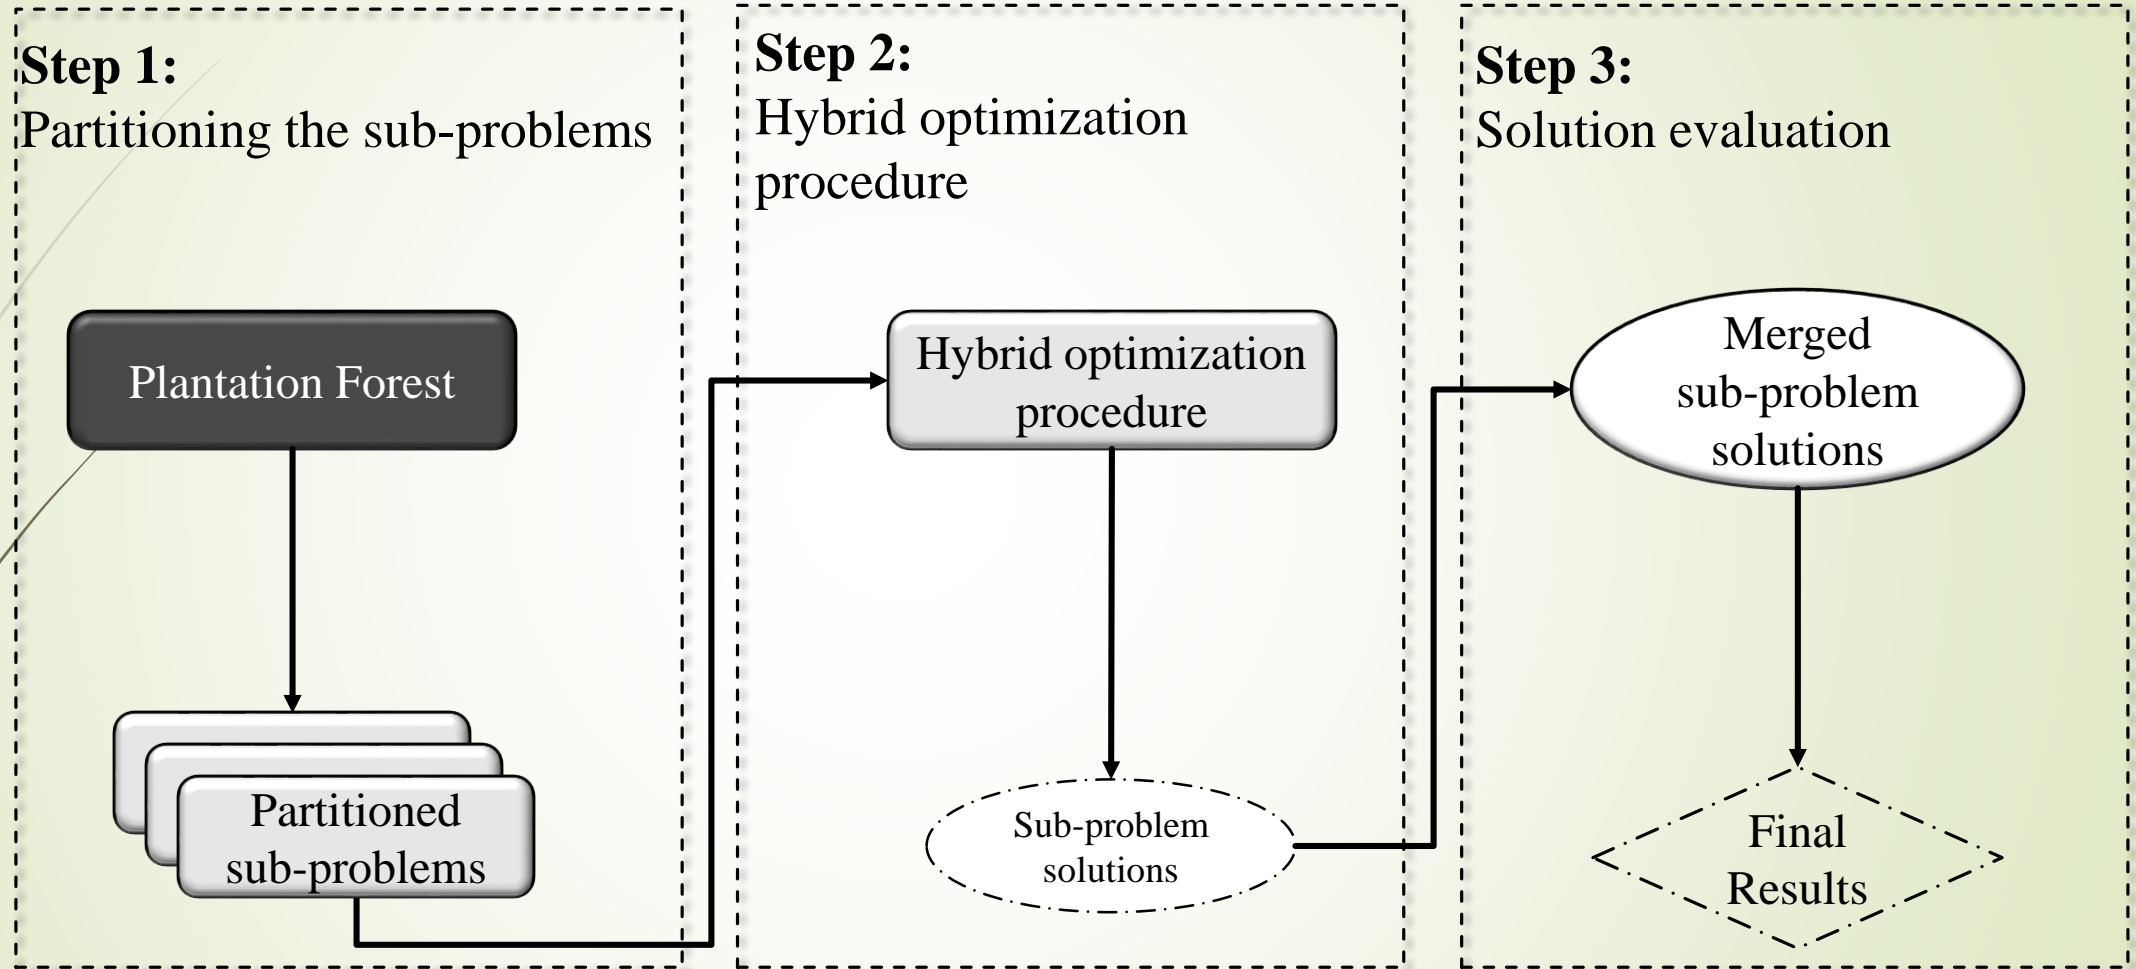 Step 1:
Partitioning the sub-problems
Plantation Forest
Partitioned
sub-problems
Step 2:
Hybrid optimization
procedure
Hybrid optimization
procedure
Sub-problem
solutions
Step 3:
Solution evaluation
Merged
sub-problem
solutions
Final
Results